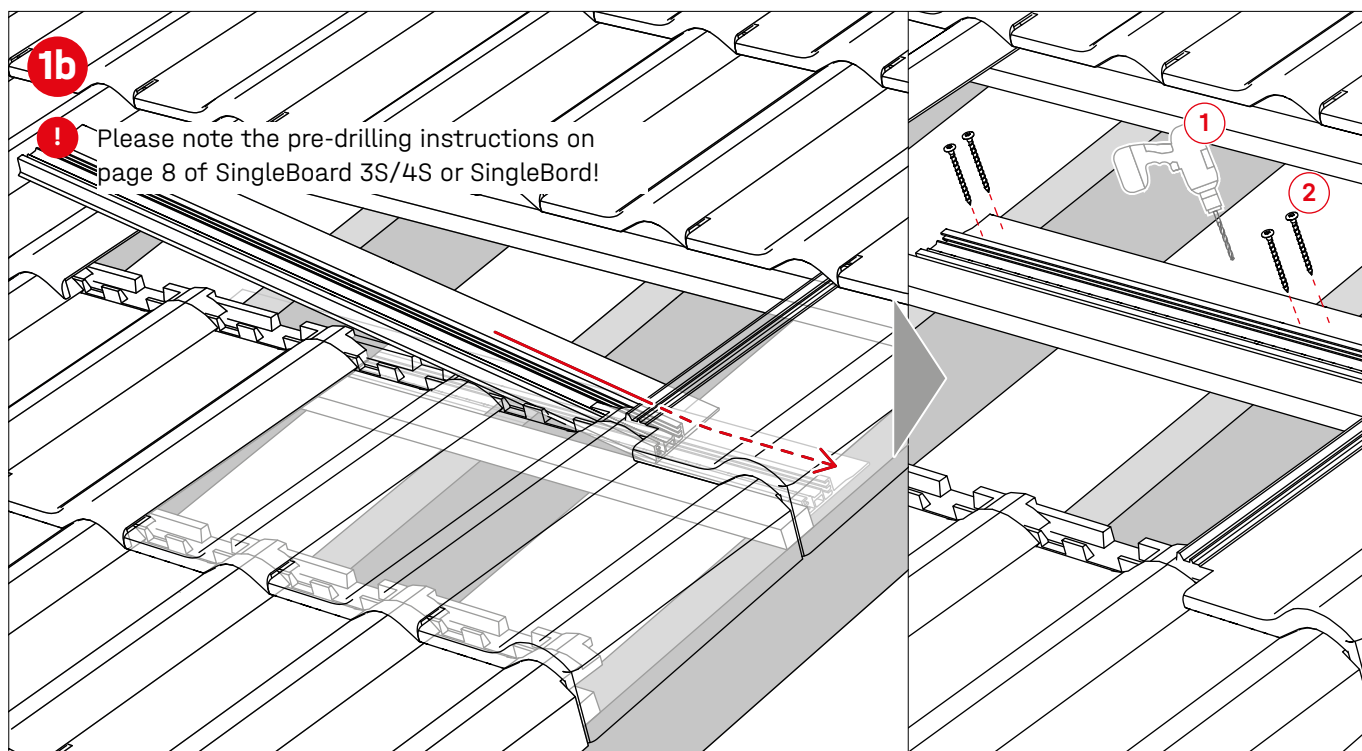 1b
! Please note the pre-drilling instructions on
page 8 of SingleBoard 3S/4S or SingleBord!
1
2